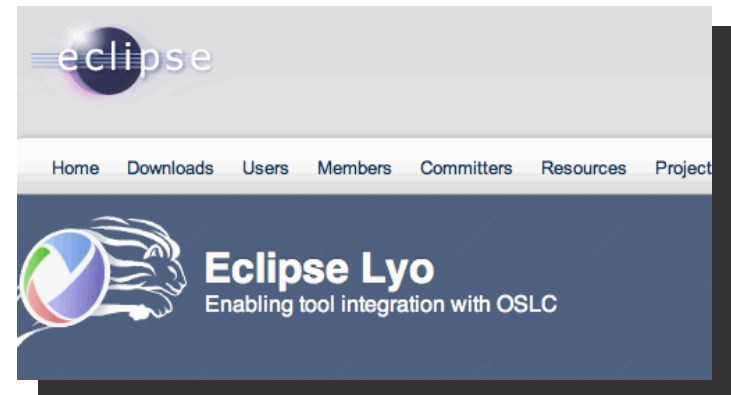 eclipse
Home Downloads Users Members Committers Resources Project
Eclipse Lyo
Enabling tool integration with OSLC